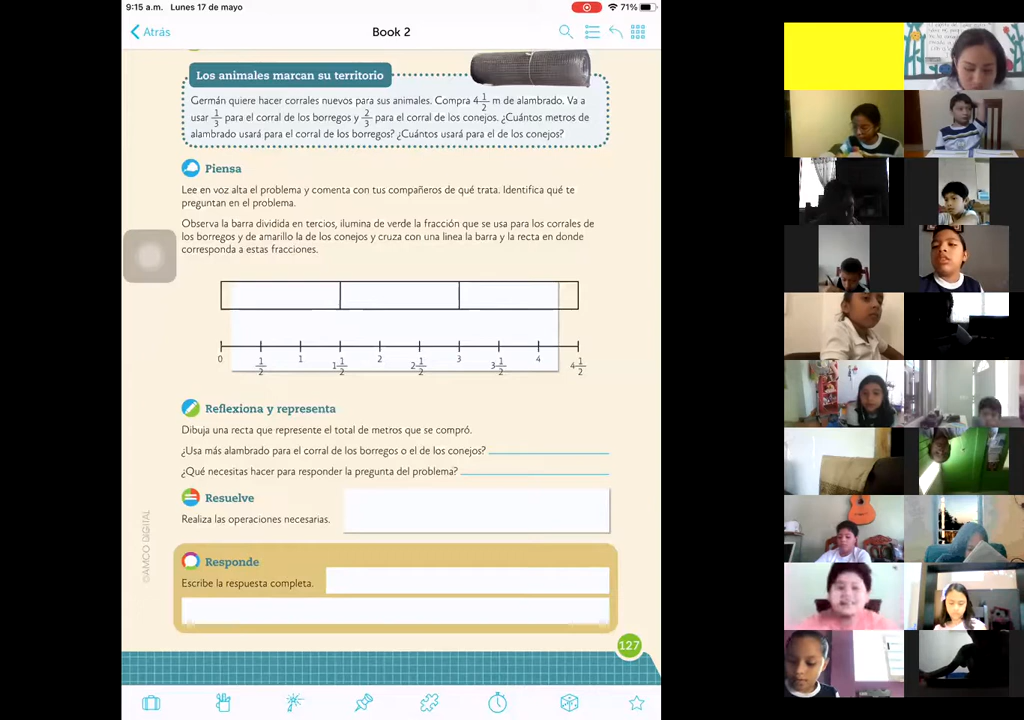 9:15 a.m. Lunes 17 de mayo
71%
Atrás
Book 2
Los animales marcan su territorio
Germán quiere hacer corrales nuevos para sus animales. Compra 4 1/2 m de alambrado. Va a
usar 1/3 para el corral de los borregos y 2/3 para el corral de los conejos. ¿Cuántos metros de
alambrado usará para el corral de los borregos? ¿Cuántos usará para el de los conejos?
Piensa
Lee en voz alta el problema y comenta con tus compañeros de qué trata. Identifica qué te
preguntan en el problema.
Observa la barra dividida en tercios, ilumina de verde la fracción que se usa para los corrales de
los borregos y de amarillo la de los conejos y cruza con una linea la barra y la recta en donde
corresponda a estas fracciones.
0 1/2 1 1 1/2 2 2 1/2 3 3 1/2 4 4 1/2
Reflexiona y representa
Dibuja una recta que represente el total de metros que se compró.
¿Usa más alambrado para el corral de los borregos o el de los conejos?
¿Qué necesitas hacer para responder la pregunta del problema?
Resuelve
Realiza las operaciones necesarias.
Responde
Escribe la respuesta completa.
©AMCO DIGITAL
127